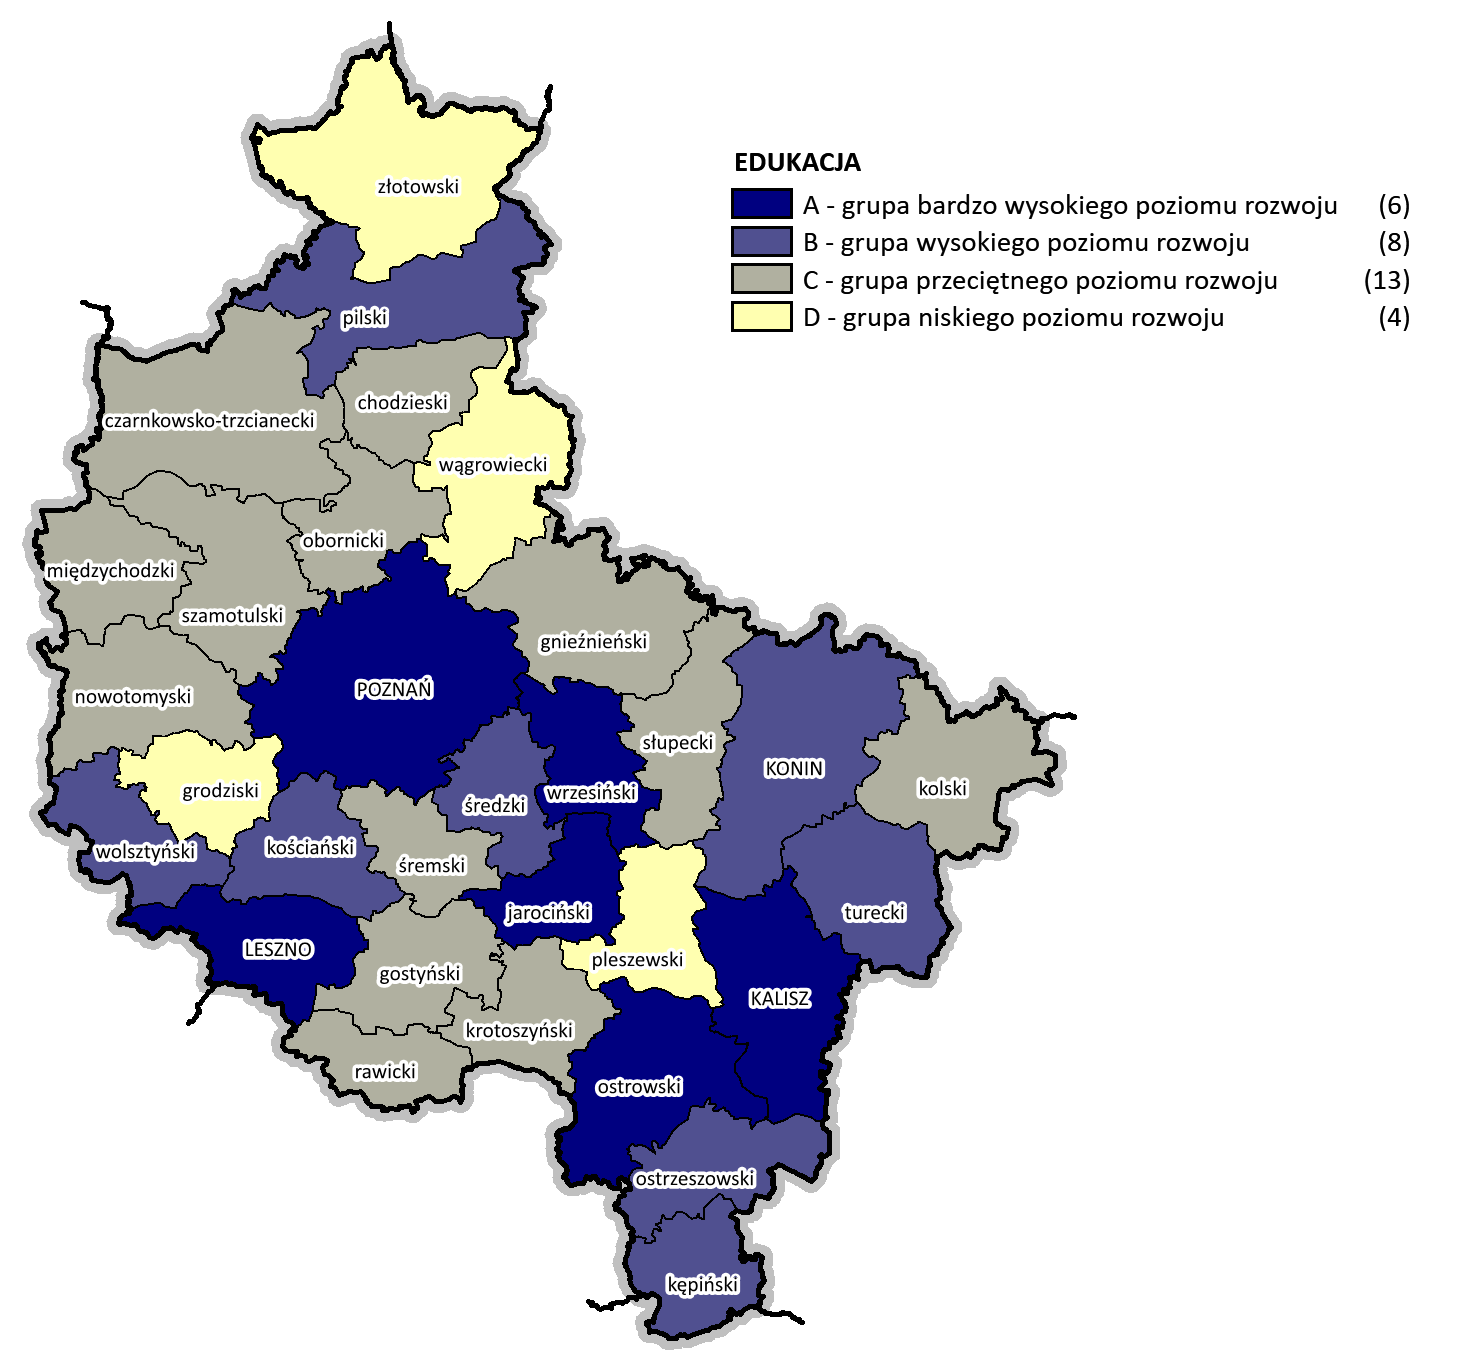 EDUKACJA
A - grupa bardzo wysokiego poziomu rozwoju (6)
B - grupa wysokiego poziomu rozwoju (8)
C - grupa przeciętnego poziomu rozwoju (13)
D - grupa niskiego poziomu rozwoju (4)
złotowski
pilski
chodzieski
czarnkowsko-trzcianecki
wągrowiecki
obornicki
międzychodzki
szamotulski
gnieźnieński
POZNAŃ
nowotomyski
słupecki
KONIN
kolski
grodziski
wrzesiński
średzki
kościański
wolsztyński
śremski
jarociński
turecki
LESZNO
pleszewski
gostyński
KALISZ
krotoszyński
rawicki
ostrowski
ostrzeszowski
kępiński